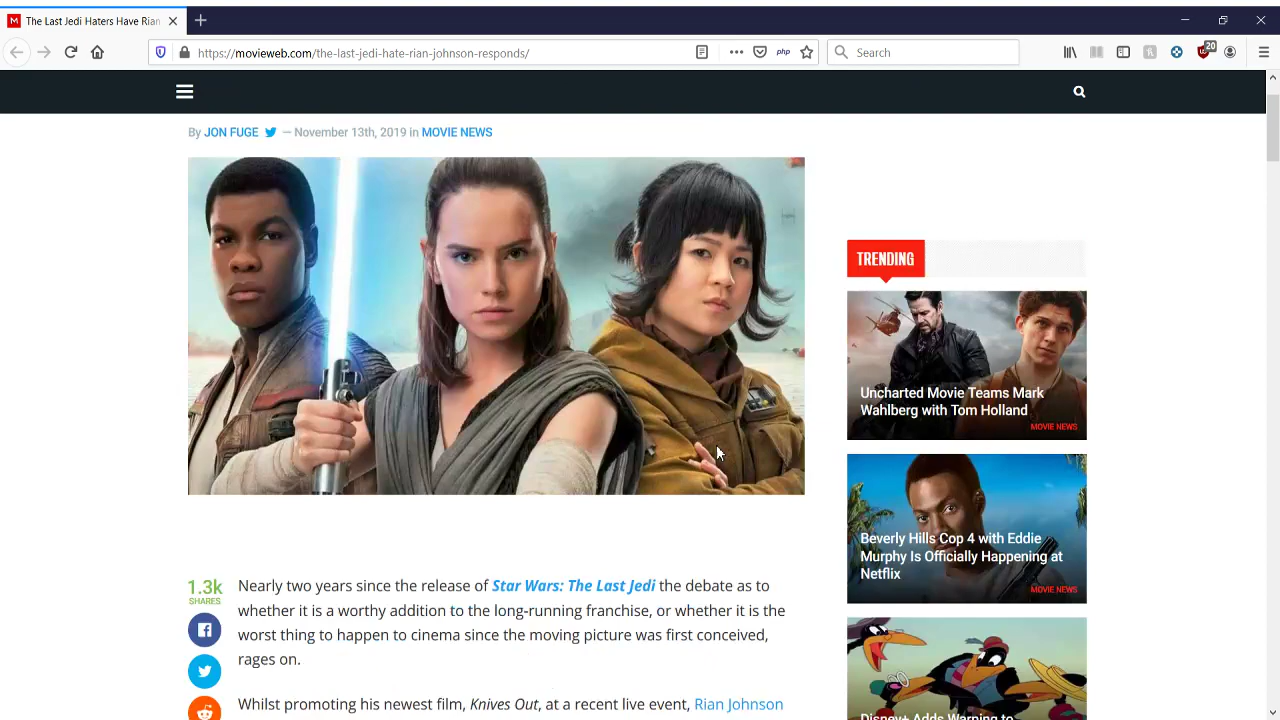 The Last Jedi Haters Have Rian
https://movieweb.com/the-last-jedi-hate-rian-johnson-responds/
php
Search
20
By JON FUGE — November 13th, 2019 in MOVIE NEWS
TRENDING
Uncharted Movie Teams Mark
Wahlberg with Tom Holland
MOVIE NEWS
Beverly Hills Cop 4 with Eddie
Murphy Is Officially Happening at
Netflix
MOVIE NEWS
Disney+ Adds Warning to
1.3k
SHARES
Nearly two years since the release of Star Wars: The Last Jedi the debate as to
whether it is a worthy addition to the long-running franchise, or whether it is the
worst thing to happen to cinema since the moving picture was first conceived,
rages on.
Whilst promoting his newest film, Knives Out, at a recent live event, Rian Johnson